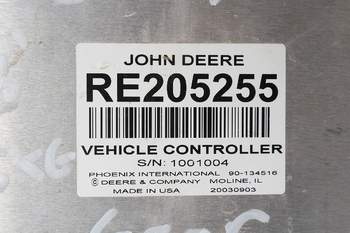 JOHN DEERE
RE205255
VEHICLE CONTROLLER
S/N: 1001004
PHOENIX INTERNATIONAL 90-134516
© DEERE & COMPANY MOLINE, IL
MADE IN USA 20030903